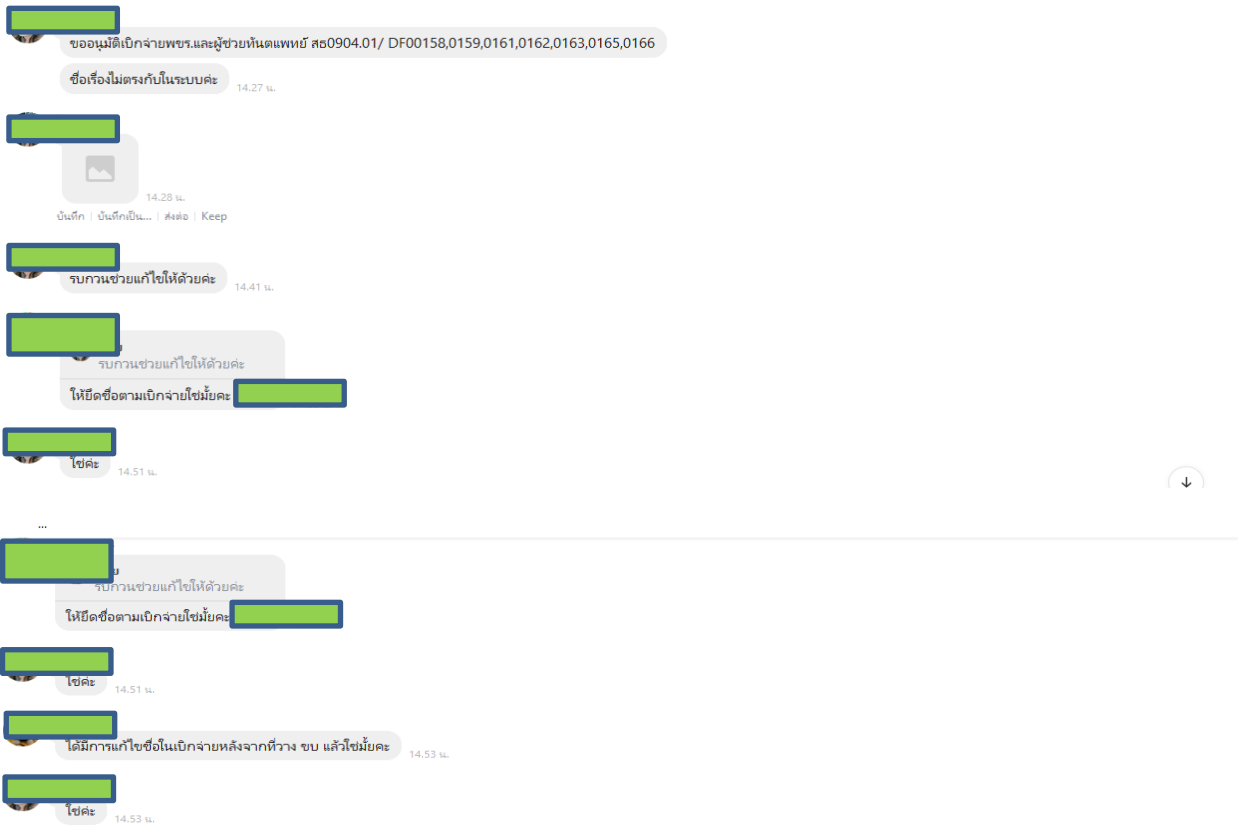 ขออนุมัติเบิกจ่ายพขร.และผู้ช่วยทันตแพทย์ สธ0904.01/ DF00158,0159,0161,0162,0163,0165,0166
ชื่อเรื่องไม่ตรงกับในระบบค่ะ 14.27 น.
14.28 น.
บันทึก | บันทึกเป็น... | ส่งต่อ | Keep
รบกวนช่วยแก้ไขให้ด้วยค่ะ 14.41 น.
รบกวนช่วยแก้ไขให้ด้วยค่ะ
ให้ยึดชื่อตามเบิกจ่ายใช่มั้ยคะ
ใช่ค่ะ 14.51 น.
...
รบกวนช่วยแก้ไขให้ด้วยค่ะ
ให้ยึดชื่อตามเบิกจ่ายใช่มั้ยคะ
ใช่ค่ะ 14.51 น.
ได้มีการแก้ไขชื่อในเบิกจ่ายหลังจากที่วาง ขบ แล้วใช่มั้ยคะ 14.53 น.
ใช่ค่ะ 14.53 น.